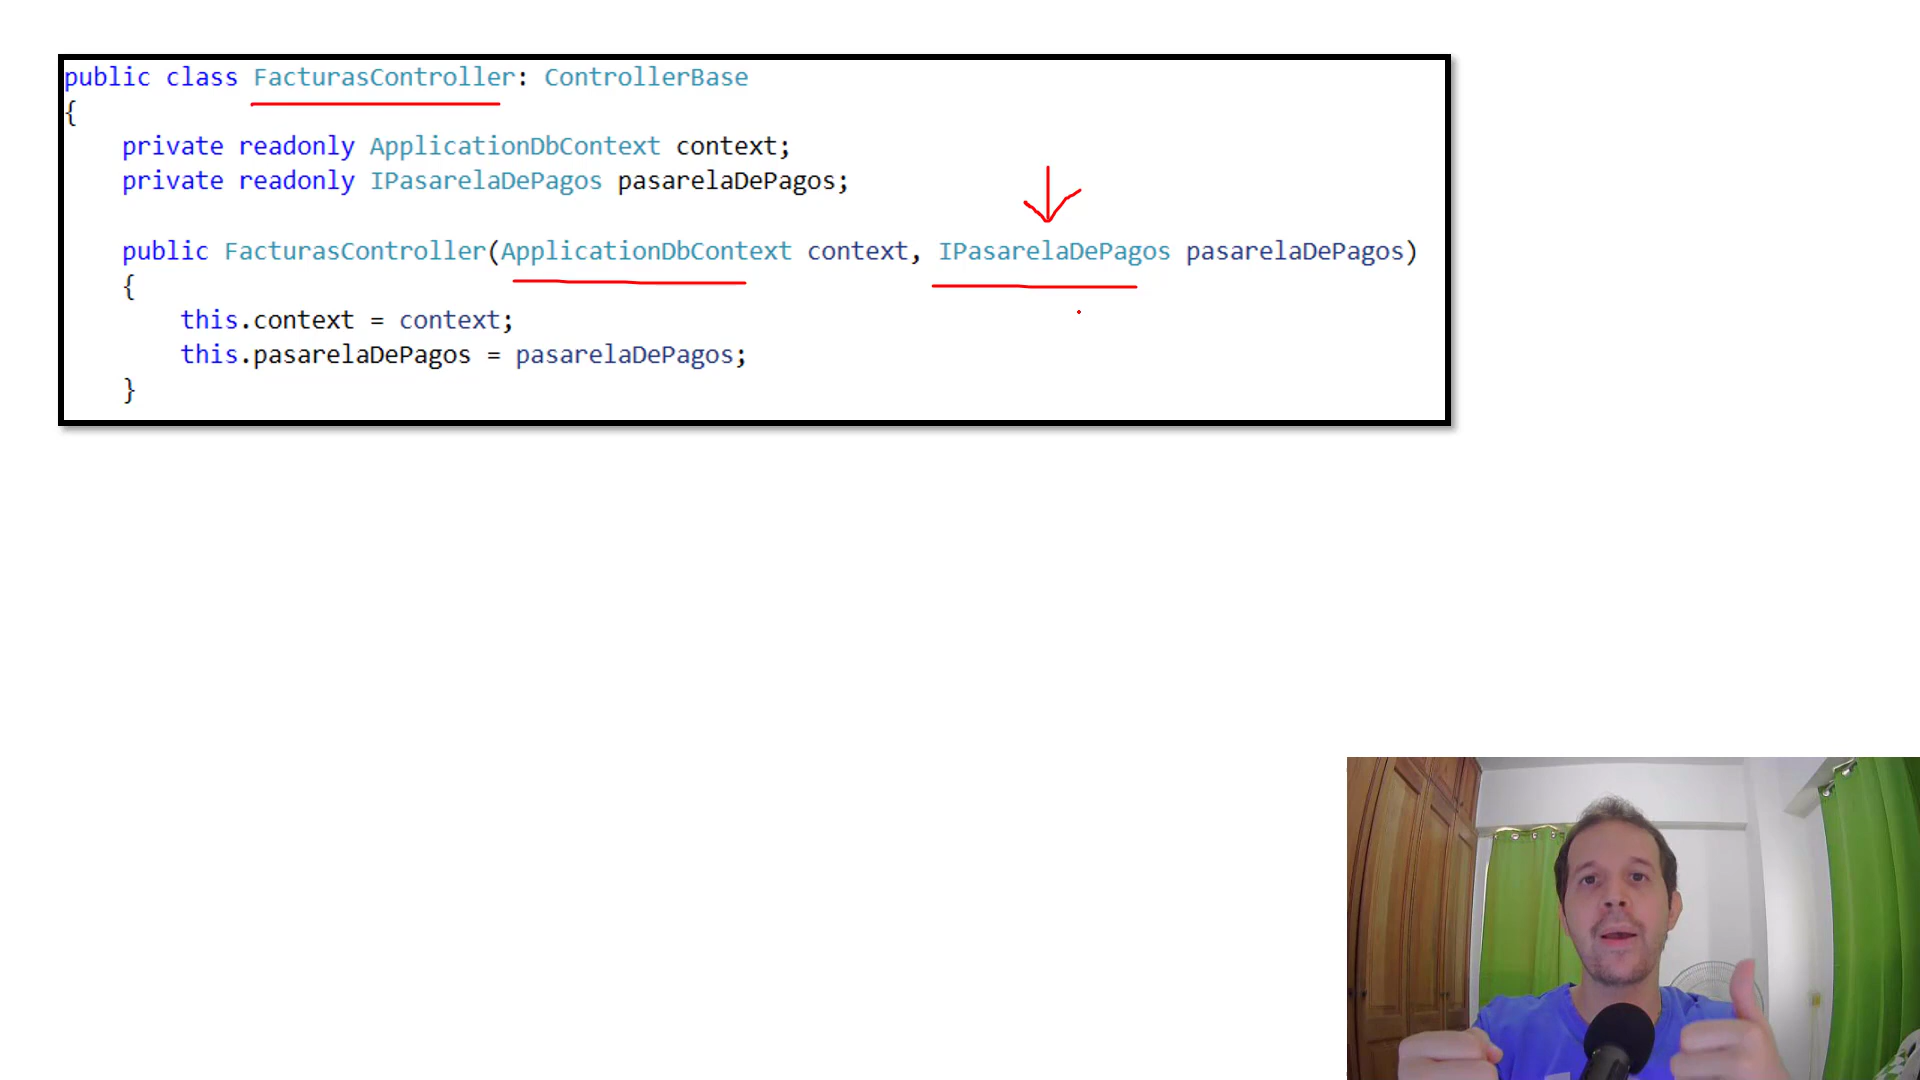 public class FacturasController: ControllerBase
{
private readonly ApplicationDbContext context;
private readonly IPasarelaDePagos pasarelaDePagos;
public FacturasController(ApplicationDbContext context, IPasarelaDePagos pasarelaDePagos)
{
this.context = context;
this.pasarelaDePagos = pasarelaDePagos;
}